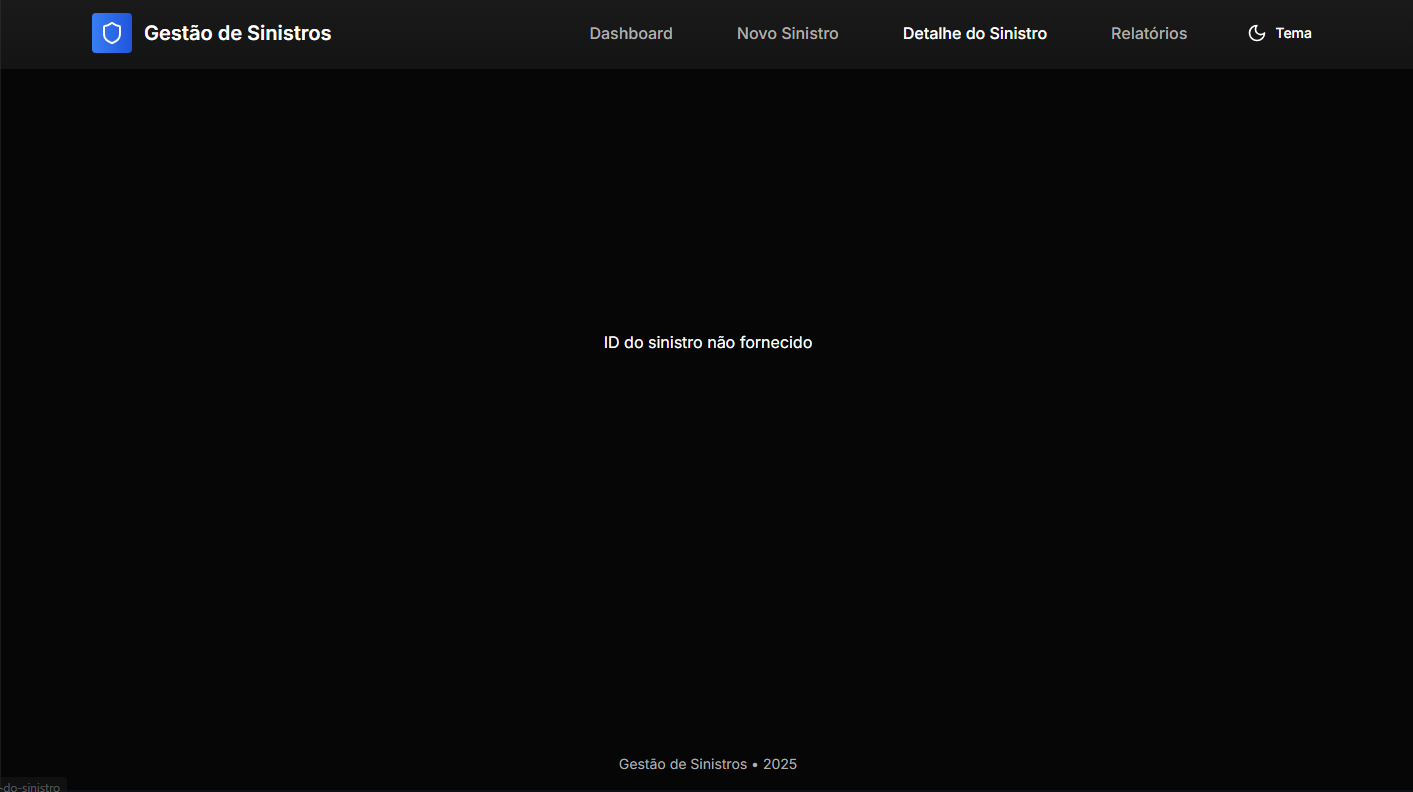 Gestão de Sinistros
Dashboard
Novo Sinistro
Detalhe do Sinistro
Relatórios
Tema
ID do sinistro não fornecido
Gestão de Sinistros • 2025
-do-sinistro